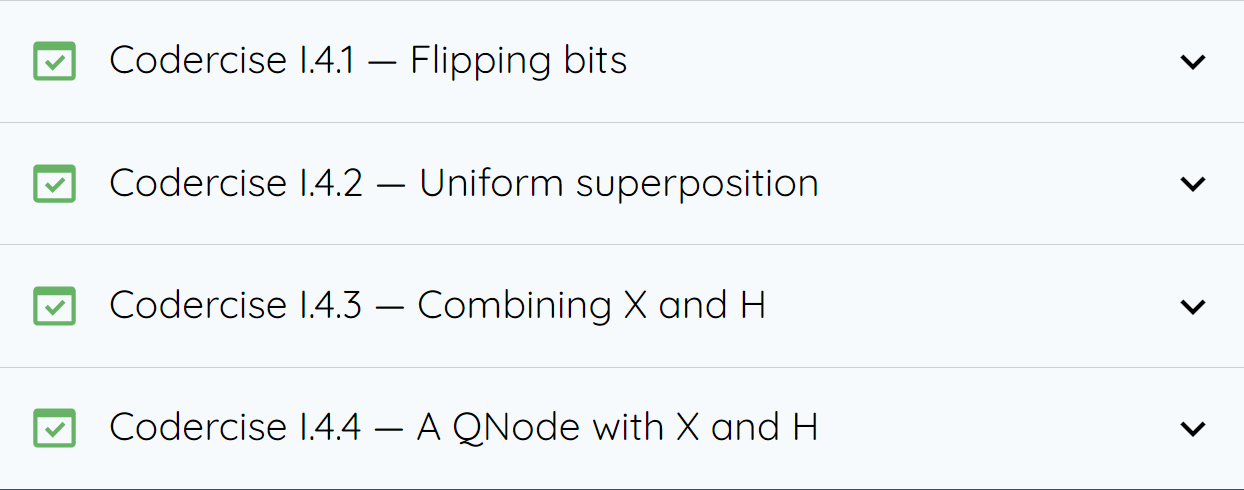 Codercise I.4.1 — Flipping bits
Codercise I.4.2 — Uniform superposition
Codercise I.4.3 — Combining X and H
Codercise I.4.4 — A QNode with X and H